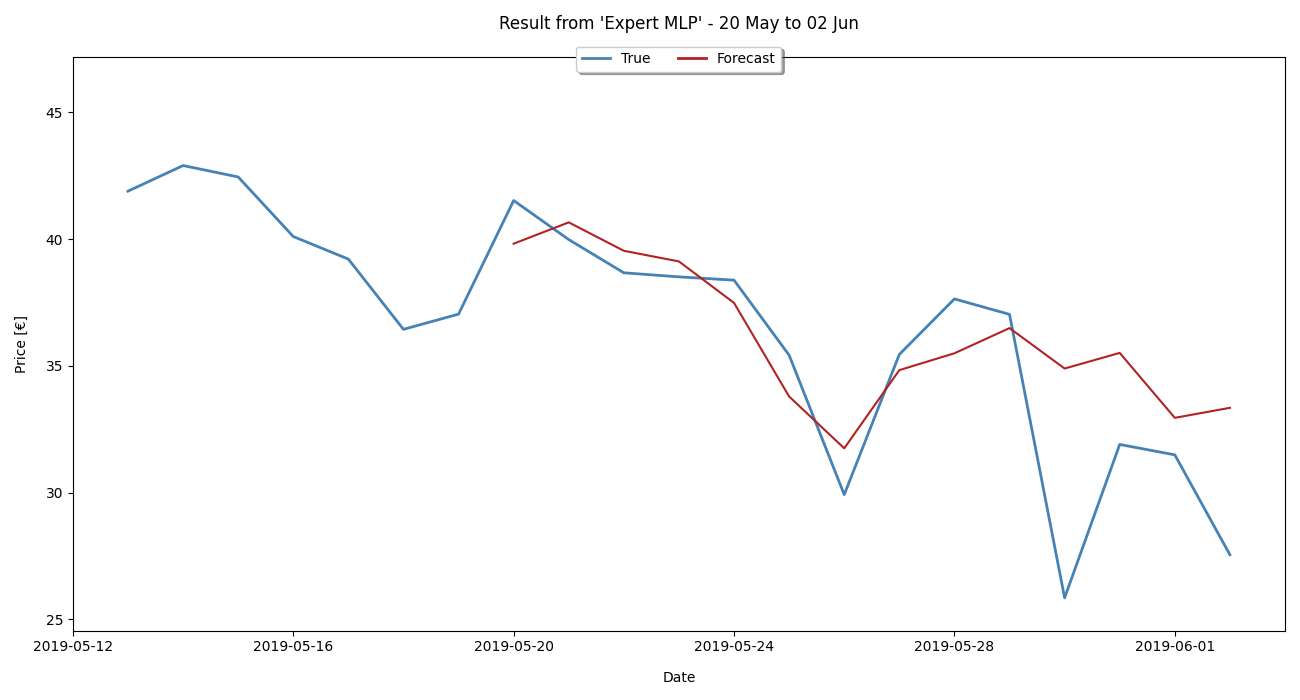 Result from 'Expert MLP' - 20 May to 02 Jun
True
Forecast
Price [€]
45
40
35
30
25
2019-05-12
2019-05-16
2019-05-20
2019-05-24
2019-05-28
2019-06-01
Date